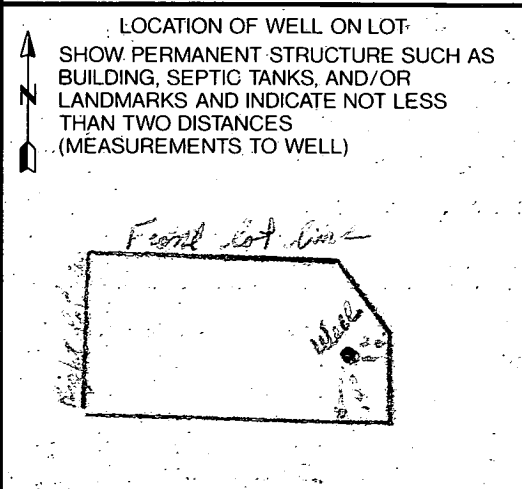 LOCATION OF WELL ON LOT
SHOW PERMANENT STRUCTURE SUCH AS
BUILDING, SEPTIC TANKS, AND/OR
LANDMARKS AND INDICATE NOT LESS
THAN TWO DISTANCES
(MEASUREMENTS TO WELL)
N
Front lot line
Well
Right